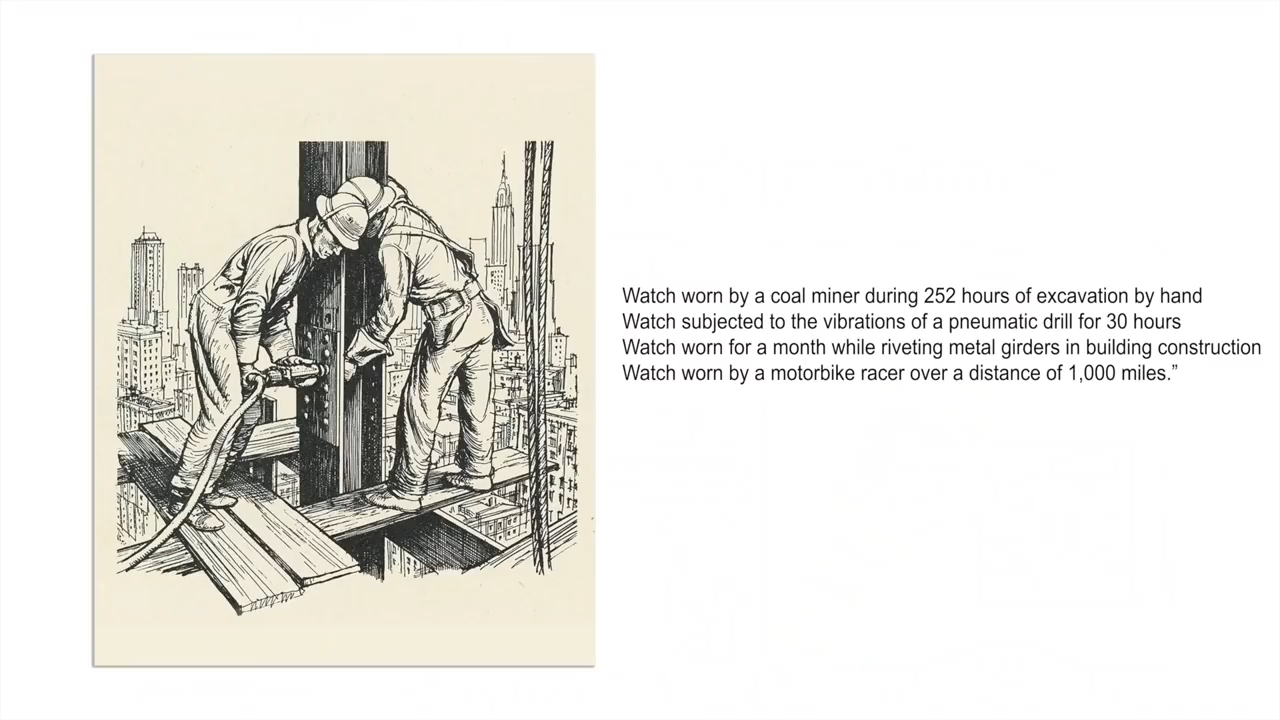 Watch worn by a coal miner during 252 hours of excavation by hand
Watch subjected to the vibrations of a pneumatic drill for 30 hours
Watch worn for a month while riveting metal girders in building construction
Watch worn by a motorbike racer over a distance of 1,000 miles.”